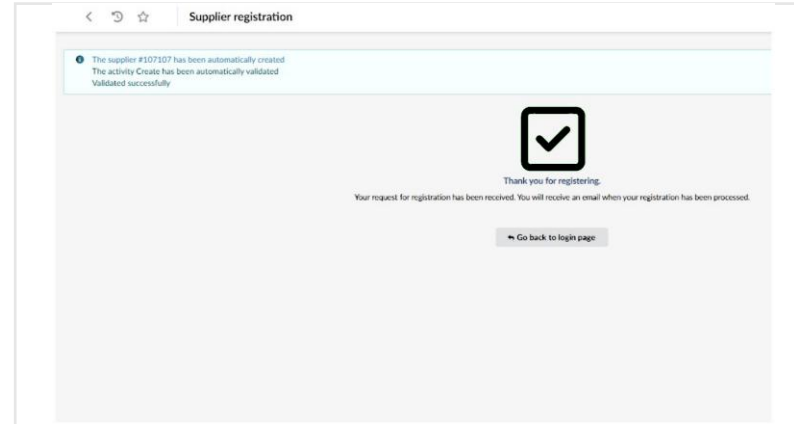 Supplier registration
The supplier #107107 has been automatically created
The activity Create has been automatically validated
Validated successfully
Thank you for registering.
Your request for registration has been received. You will receive an email when your registration has been processed.
Go back to login page